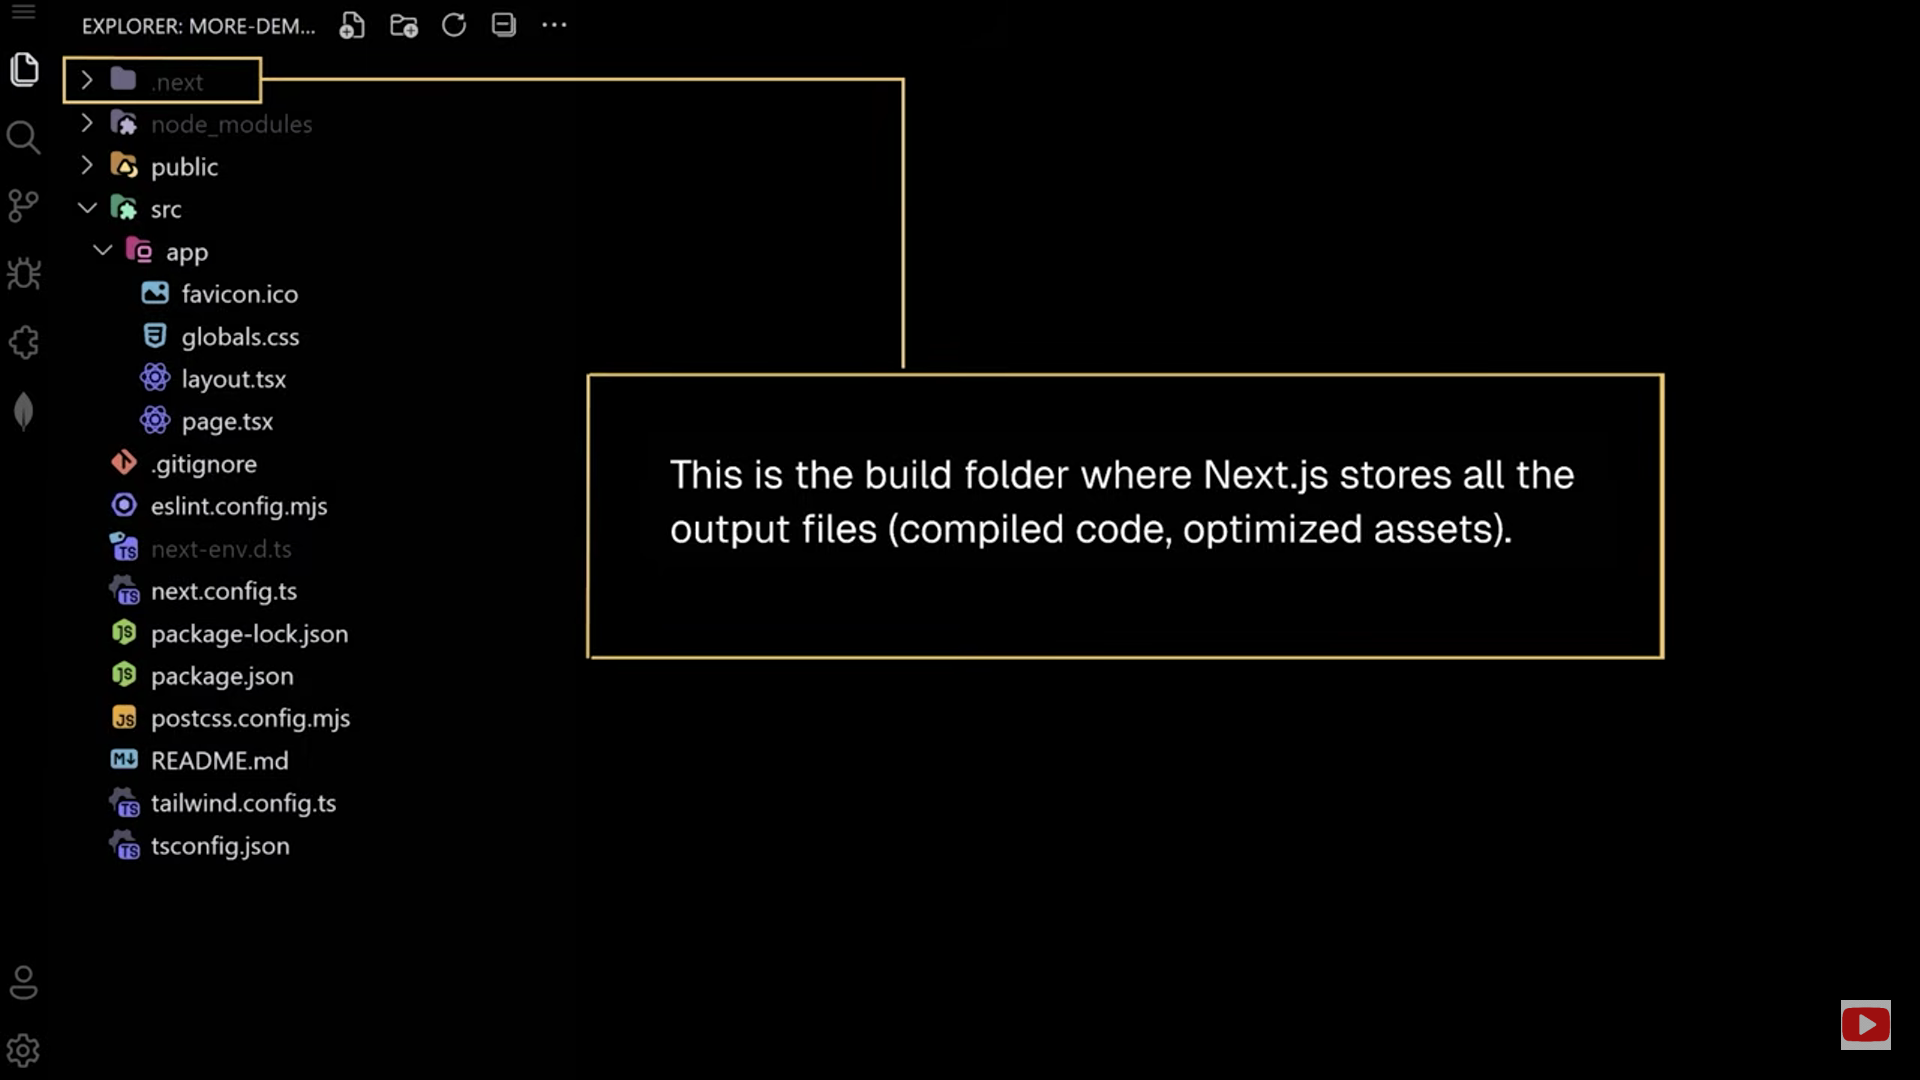 EXPLORER: MORE-DEM...
.next
node_modules
public
src
app
favicon.ico
globals.css
layout.tsx
page.tsx
.gitignore
eslint.config.mjs
next-env.d.ts
next.config.ts
package-lock.json
package.json
postcss.config.mjs
README.md
tailwind.config.ts
tsconfig.json
This is the build folder where Next.js stores all the
output files (compiled code, optimized assets).